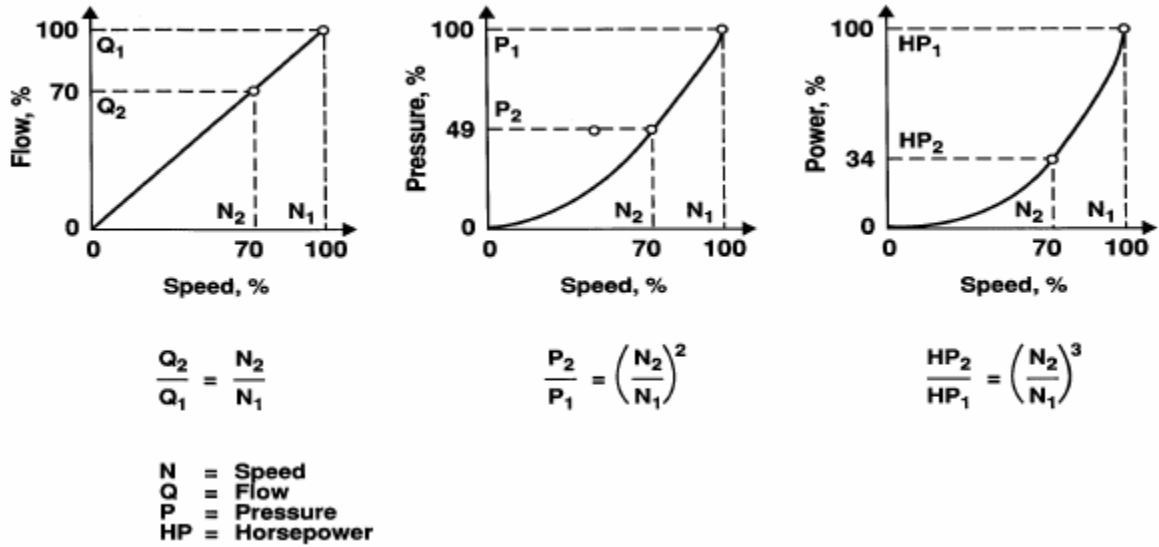 100
Q1
70
Q2
Flow, %
0
N2
N1
0
70
100
Speed, %
100
P1
P2
49
Pressure, %
0
N2
N1
0
70
100
Speed, %
100
HP1
HP2
34
Power, %
0
N2
N1
0
70
100
Speed, %
Q2/Q1 = N2/N1
P2/P1 = (N2/N1)^2
HP2/HP1 = (N2/N1)^3
N = Speed
Q = Flow
P = Pressure
HP = Horsepower